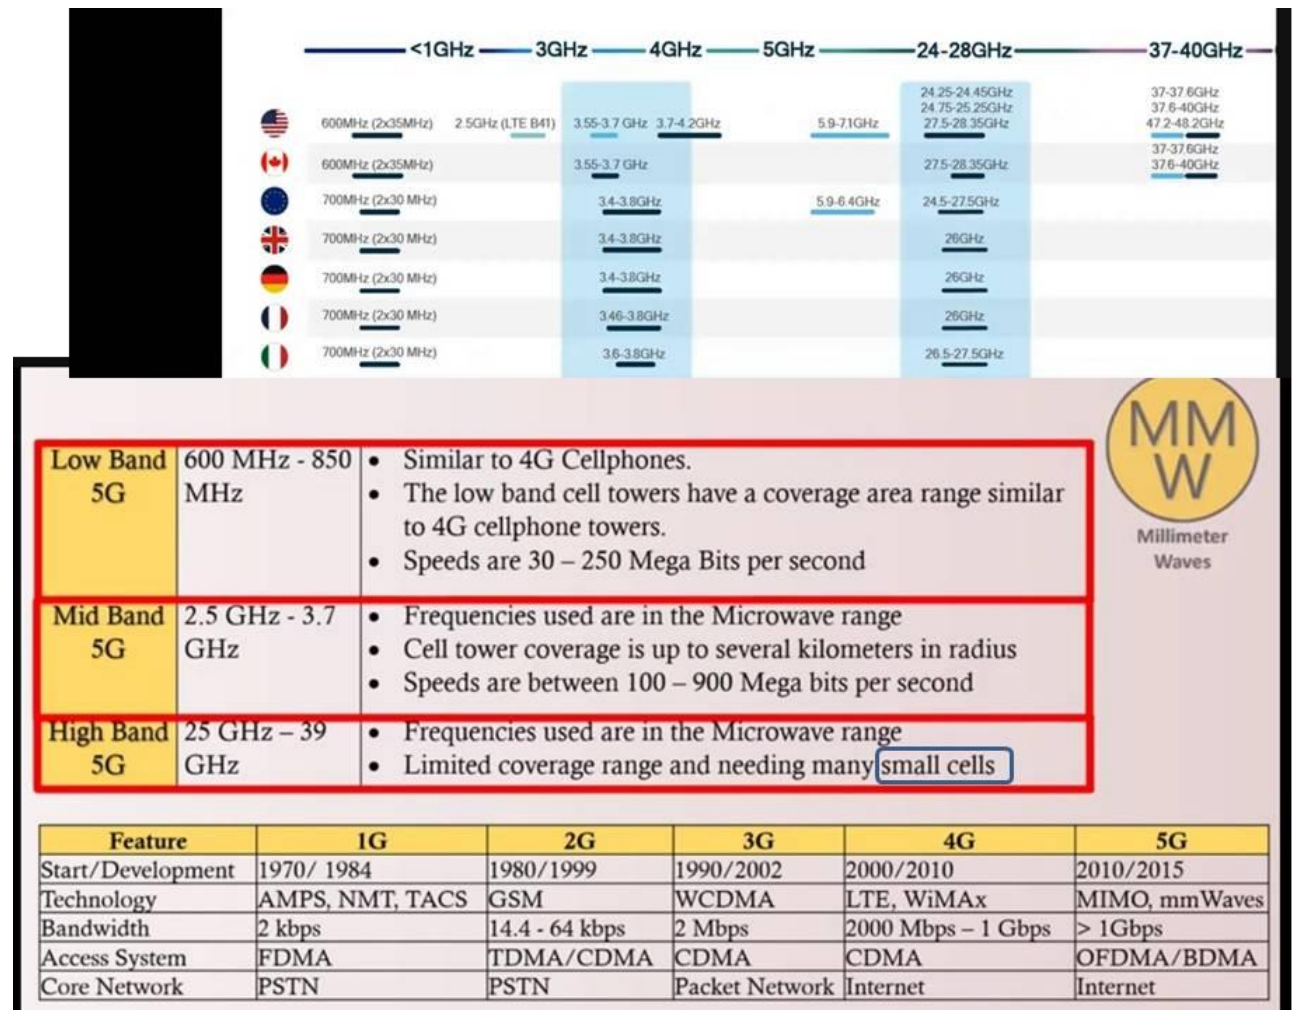 <1GHz 3GHz 4GHz 5GHz 24-28GHz 37-40GHz
24.25-24.45GHz 37-37.6GHz
24.75-25.25GHz 37.6-40GHz
600MHz (2x35MHz) 2.5GHz (LTE B41) 3.55-3.7 GHz 3.7-4.2GHz 5.9-7.1GHz 27.5-28.35GHz 47.2-48.2GHz
37-37.6GHz
600MHz (2x35MHz) 3.55-3.7 GHz 27.5-28.35GHz 37.6-40GHz
700MHz (2x30 MHz) 3.4-3.8GHz 5.9-6.4GHz 24.5-27.5GHz
700MHz (2x30 MHz) 3.4-3.8GHz 26GHz
700MHz (2x30 MHz) 3.4-3.8GHz 26GHz
700MHz (2x30 MHz) 3.46-3.8GHz 26GHz
700MHz (2x30 MHz) 3.6-3.8GHz 26.5-27.5GHz
MM
W
Millimeter
Waves
Low Band 600 MHz - 850 • Similar to 4G Cellphones.
5G MHz • The low band cell towers have a coverage area range similar
to 4G cellphone towers.
• Speeds are 30 – 250 Mega Bits per second
Mid Band 2.5 GHz - 3.7 • Frequencies used are in the Microwave range
5G GHz • Cell tower coverage is up to several kilometers in radius
• Speeds are between 100 – 900 Mega bits per second
High Band 25 GHz – 39 • Frequencies used are in the Microwave range
5G GHz • Limited coverage range and needing many small cells
Feature 1G 2G 3G 4G 5G
Start/Development 1970/ 1984 1980/1999 1990/2002 2000/2010 2010/2015
Technology AMPS, NMT, TACS GSM WCDMA LTE, WiMAx MIMO, mmWaves
Bandwidth 2 kbps 14.4 - 64 kbps 2 Mbps 2000 Mbps – 1 Gbps > 1Gbps
Access System FDMA TDMA/CDMA CDMA CDMA OFDMA/BDMA
Core Network PSTN PSTN Packet Network Internet Internet